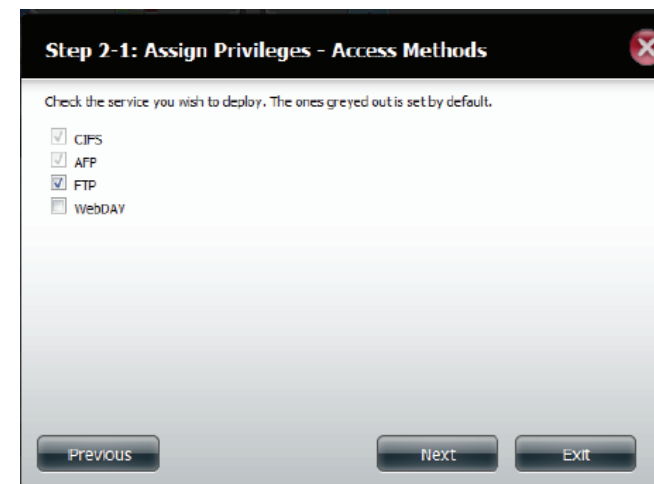 Step 2-1: Assign Privileges - Access Methods
Check the service you wish to deploy. The ones greyed out is set by default.
CIFS
AFP
FTP
WebDAV
Previous Next Exit